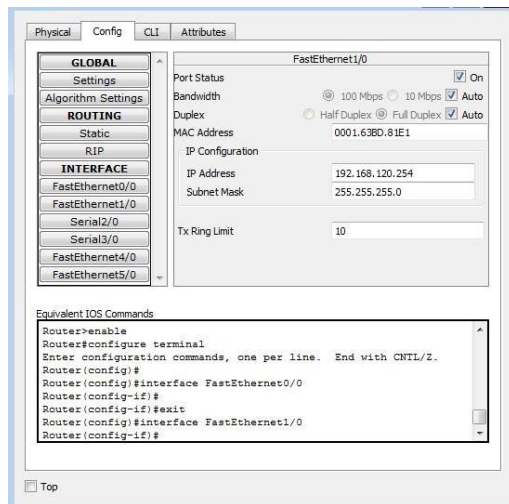 Physical Config CLI Attributes
GLOBAL
Settings
Algorithm Settings
ROUTING
Static
RIP
INTERFACE
FastEthernet0/0
FastEthernet1/0
Serial2/0
Serial3/0
FastEthernet4/0
FastEthernet5/0
FastEthernet1/0
Port Status On
Bandwidth 100 Mbps 10 Mbps Auto
Duplex Half Duplex Full Duplex Auto
MAC Address 0001.63BD.81E1
IP Configuration
IP Address 192.168.120.254
Subnet Mask 255.255.255.0
Tx Ring Limit 10
Equivalent IOS Commands
Router>enable
Router#configure terminal
Enter configuration commands, one per line. End with CNTL/Z.
Router(config)#
Router(config)#interface FastEthernet0/0
Router(config-if)#
Router(config-if)#exit
Router(config)#interface FastEthernet1/0
Router(config-if)#
Top